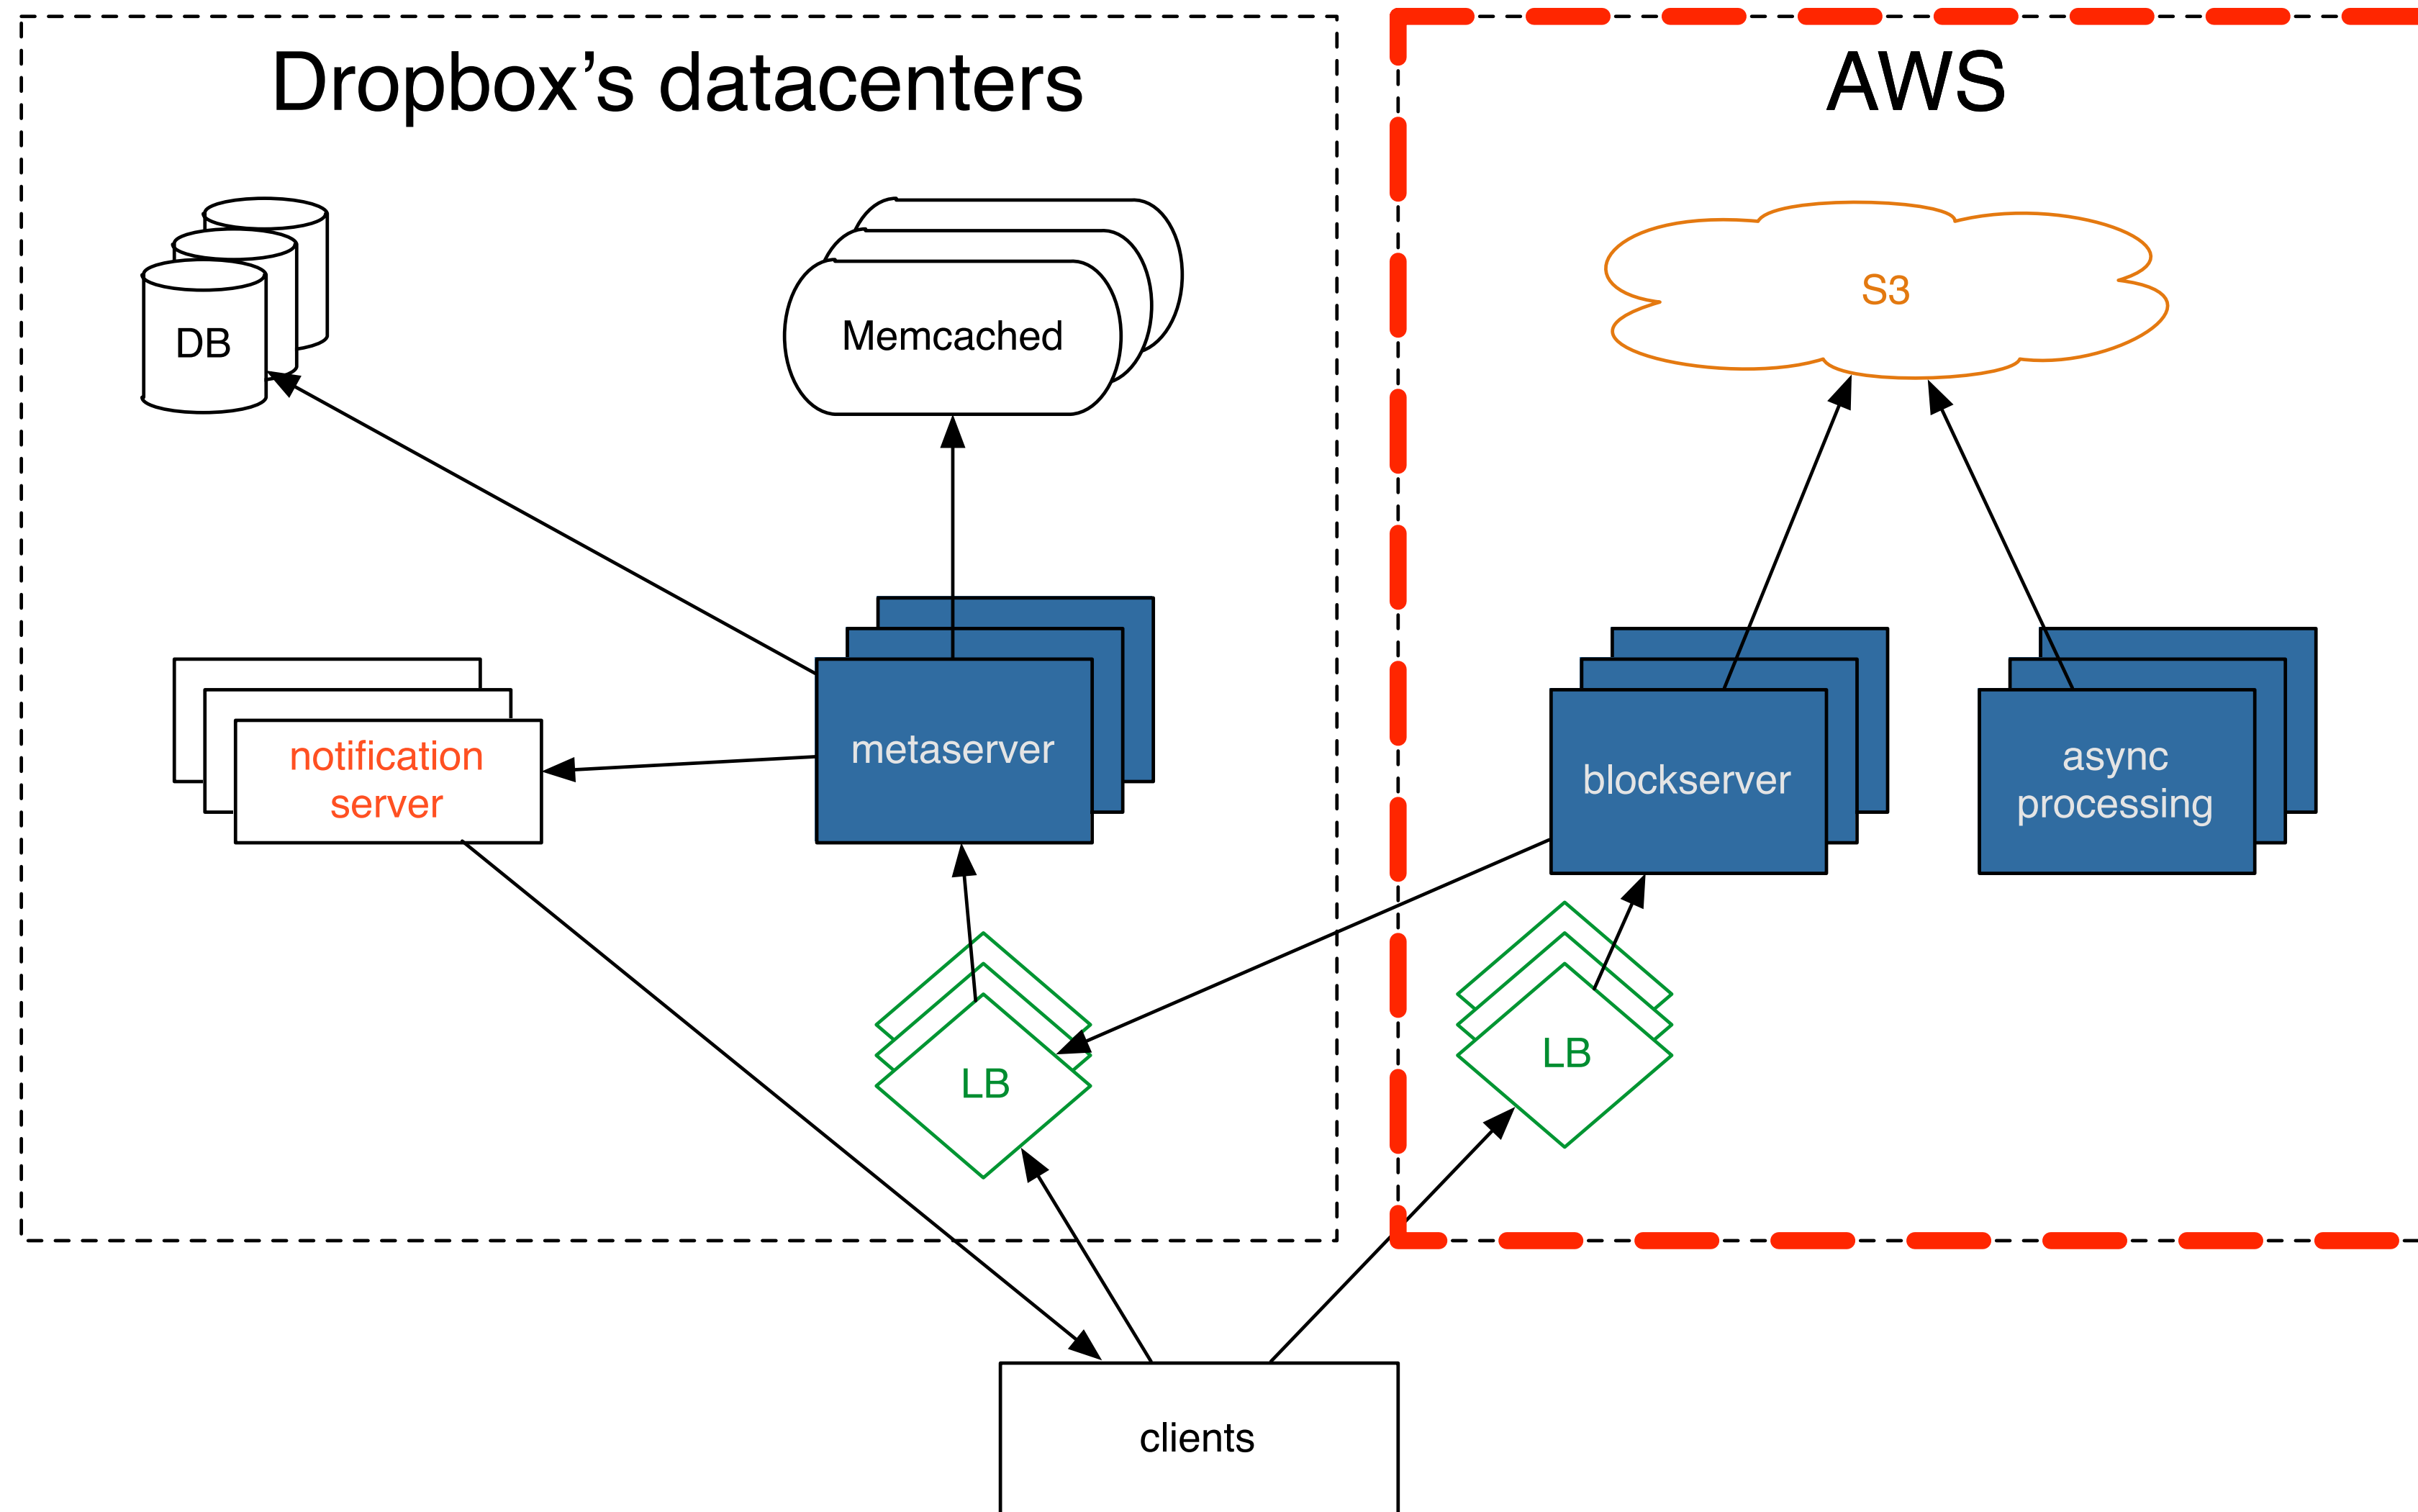 Dropbox’s datacenters
AWS
DB
Memcached
S3
notification
server
metaserver
blockserver
async
processing
LB
LB
clients